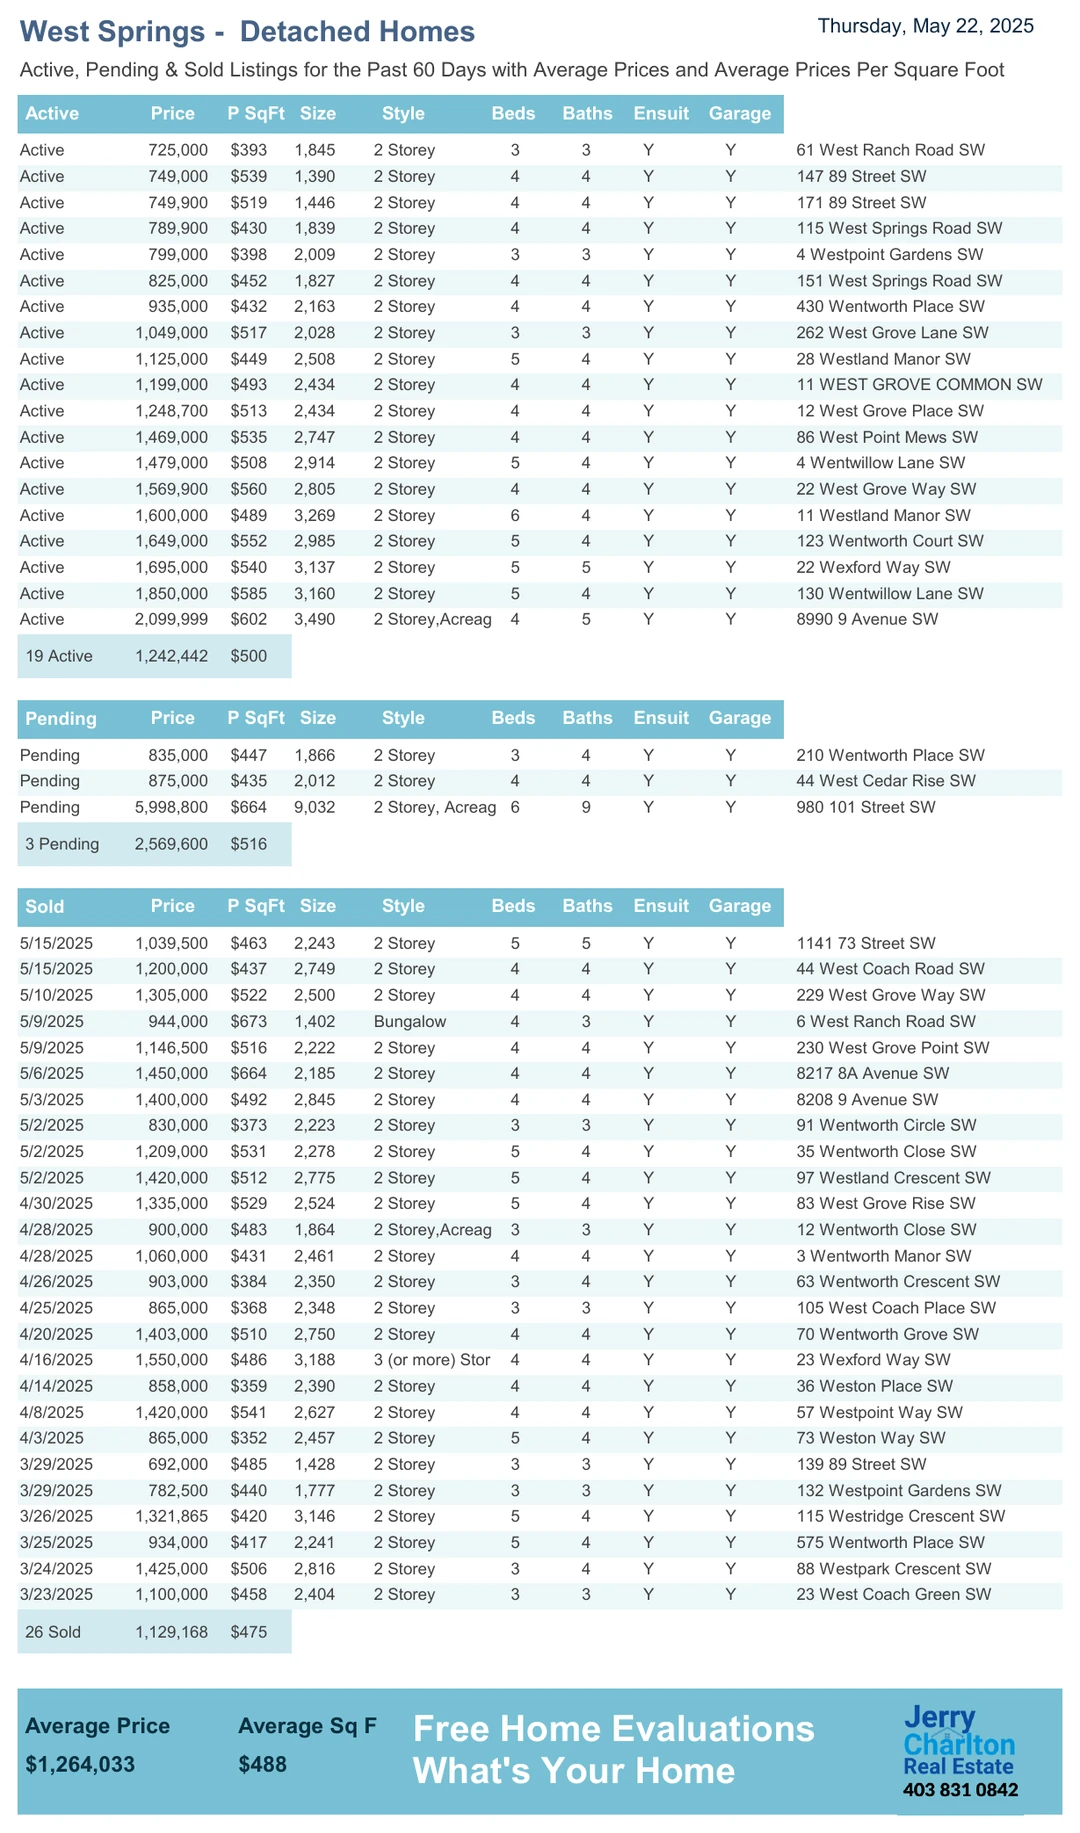 West Springs -  Detached Homes
Thursday, May 22, 2025
Active, Pending & Sold Listings for the Past 60 Days with Average Prices and Average Prices Per Square Foot
Active Price P SqFt Size Style Beds Baths Ensuit Garage
Active 725,000 $393 1,845 2 Storey 3 3 Y Y 61 West Ranch Road SW
Active 749,000 $539 1,390 2 Storey 4 4 Y Y 147 89 Street SW
Active 749,900 $519 1,446 2 Storey 4 4 Y Y 171 89 Street SW
Active 789,900 $430 1,839 2 Storey 4 4 Y Y 115 West Springs Road SW
Active 799,000 $398 2,009 2 Storey 3 3 Y Y 4 Westpoint Gardens SW
Active 825,000 $452 1,827 2 Storey 4 4 Y Y 151 West Springs Road SW
Active 935,000 $432 2,163 2 Storey 4 4 Y Y 430 Wentworth Place SW
Active 1,049,000 $517 2,028 2 Storey 3 3 Y Y 262 West Grove Lane SW
Active 1,125,000 $449 2,508 2 Storey 5 4 Y Y 28 Westland Manor SW
Active 1,199,000 $493 2,434 2 Storey 4 4 Y Y 11 WEST GROVE COMMON SW
Active 1,248,700 $513 2,434 2 Storey 4 4 Y Y 12 West Grove Place SW
Active 1,469,000 $535 2,747 2 Storey 4 4 Y Y 86 West Point Mews SW
Active 1,479,000 $508 2,914 2 Storey 5 4 Y Y 4 Wentwillow Lane SW
Active 1,569,900 $560 2,805 2 Storey 4 4 Y Y 22 West Grove Way SW
Active 1,600,000 $489 3,269 2 Storey 6 4 Y Y 11 Westland Manor SW
Active 1,649,000 $552 2,985 2 Storey 5 4 Y Y 123 Wentworth Court SW
Active 1,695,000 $540 3,137 2 Storey 5 5 Y Y 22 Wexford Way SW
Active 1,850,000 $585 3,160 2 Storey 5 4 Y Y 130 Wentwillow Lane SW
Active 2,099,999 $602 3,490 2 Storey,Acreag 4 5 Y Y 8990 9 Avenue SW
19 Active 1,242,442 $500
Pending Price P SqFt Size Style Beds Baths Ensuit Garage
Pending 835,000 $447 1,866 2 Storey 3 4 Y Y 210 Wentworth Place SW
Pending 875,000 $435 2,012 2 Storey 4 4 Y Y 44 West Cedar Rise SW
Pending 5,998,800 $664 9,032 2 Storey, Acreag 6 9 Y Y 980 101 Street SW
3 Pending 2,569,600 $516
Sold Price P SqFt Size Style Beds Baths Ensuit Garage
5/15/2025 1,039,500 $463 2,243 2 Storey 5 5 Y Y 1141 73 Street SW
5/15/2025 1,200,000 $437 2,749 2 Storey 4 4 Y Y 44 West Coach Road SW
5/10/2025 1,305,000 $522 2,500 2 Storey 4 4 Y Y 229 West Grove Way SW
5/9/2025 944,000 $673 1,402 Bungalow 4 3 Y Y 6 West Ranch Road SW
5/9/2025 1,146,500 $516 2,222 2 Storey 4 4 Y Y 230 West Grove Point SW
5/6/2025 1,450,000 $664 2,185 2 Storey 4 4 Y Y 8217 8A Avenue SW
5/3/2025 1,400,000 $492 2,845 2 Storey 4 4 Y Y 8208 9 Avenue SW
5/2/2025 830,000 $373 2,223 2 Storey 3 3 Y Y 91 Wentworth Circle SW
5/2/2025 1,209,000 $531 2,278 2 Storey 5 4 Y Y 35 Wentworth Close SW
5/2/2025 1,420,000 $512 2,775 2 Storey 5 4 Y Y 97 Westland Crescent SW
4/30/2025 1,335,000 $529 2,524 2 Storey 5 4 Y Y 83 West Grove Rise SW
4/28/2025 900,000 $483 1,864 2 Storey,Acreag 3 3 Y Y 12 Wentworth Close SW
4/28/2025 1,060,000 $431 2,461 2 Storey 4 4 Y Y 3 Wentworth Manor SW
4/26/2025 903,000 $384 2,350 2 Storey 3 4 Y Y 63 Wentworth Crescent SW
4/25/2025 865,000 $368 2,348 2 Storey 3 3 Y Y 105 West Coach Place SW
4/20/2025 1,403,000 $510 2,750 2 Storey 4 4 Y Y 70 Wentworth Grove SW
4/16/2025 1,550,000 $486 3,188 3 (or more) Stor 4 4 Y Y 23 Wexford Way SW
4/14/2025 858,000 $359 2,390 2 Storey 4 4 Y Y 36 Weston Place SW
4/8/2025 1,420,000 $541 2,627 2 Storey 4 4 Y Y 57 Westpoint Way SW
4/3/2025 865,000 $352 2,457 2 Storey 5 4 Y Y 73 Weston Way SW
3/29/2025 692,000 $485 1,428 2 Storey 3 3 Y Y 139 89 Street SW
3/29/2025 782,500 $440 1,777 2 Storey 3 3 Y Y 132 Westpoint Gardens SW
3/26/2025 1,321,865 $420 3,146 2 Storey 5 4 Y Y 115 Westridge Crescent SW
3/25/2025 934,000 $417 2,241 2 Storey 5 4 Y Y 575 Wentworth Place SW
3/24/2025 1,425,000 $506 2,816 2 Storey 3 4 Y Y 88 Westpark Crescent SW
3/23/2025 1,100,000 $458 2,404 2 Storey 3 3 Y Y 23 West Coach Green SW
26 Sold 1,129,168 $475
Average Price Average Sq F
$1,264,033 $488
Free Home Evaluations
What's Your Home
Jerry
Charlton
Real Estate
403 831 0842